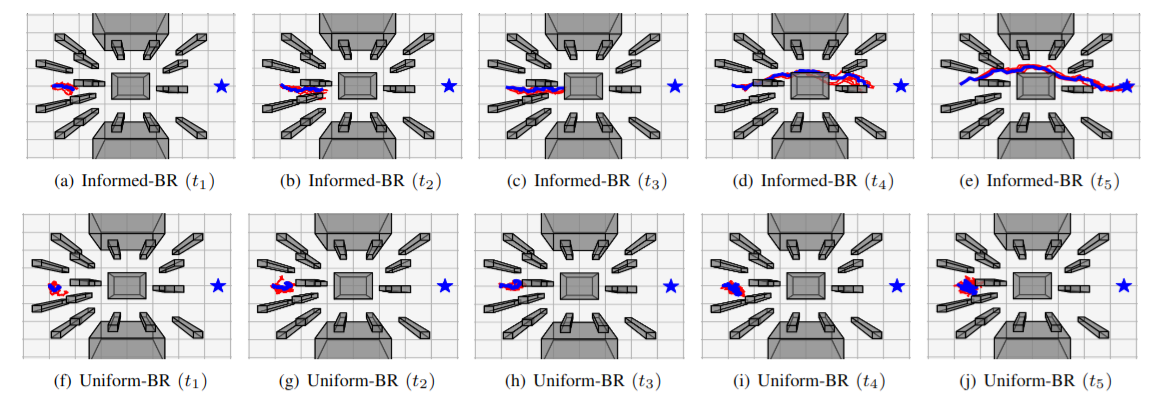 (a) Informed-BR (t₁) (b) Informed-BR (t₂) (c) Informed-BR (t₃) (d) Informed-BR (t₄) (e) Informed-BR (t₅)
(f) Uniform-BR (t₁) (g) Uniform-BR (t₂) (h) Uniform-BR (t₃) (i) Uniform-BR (t₄) (j) Uniform-BR (t₅)